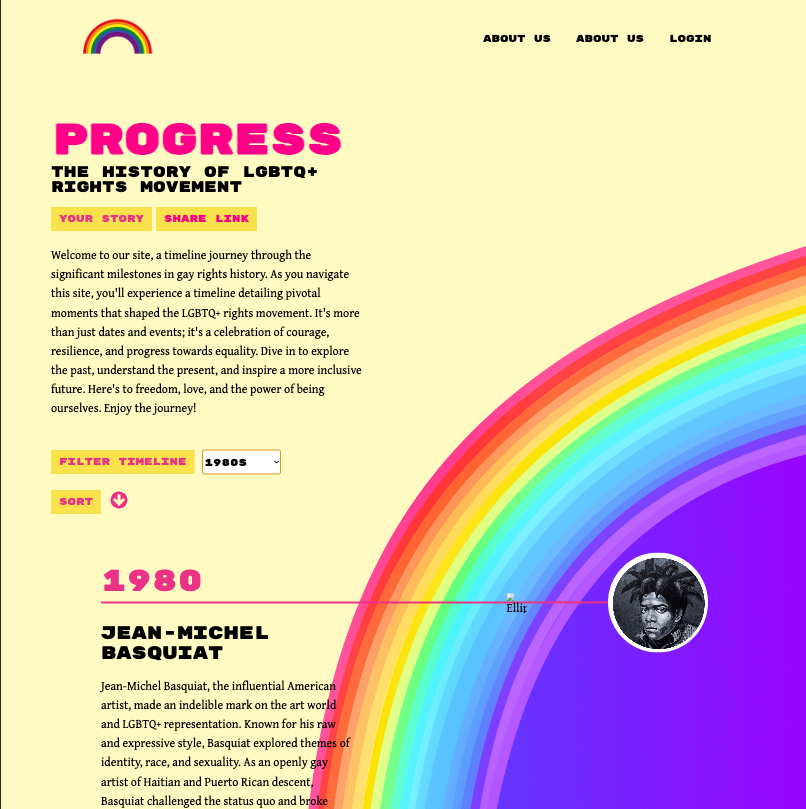 ABOUT US ABOUT US LOGIN
PROGRESS
THE HISTORY OF LGBTQ+
RIGHTS MOVEMENT
YOUR STORY SHARE LINK
Welcome to our site, a timeline journey through the
significant milestones in gay rights history. As you navigate
this site, you'll experience a timeline detailing pivotal
moments that shaped the LGBTQ+ rights movement. It's more
than just dates and events; it's a celebration of courage,
resilience, and progress towards equality. Dive in to explore
the past, understand the present, and inspire a more inclusive
future. Here's to freedom, love, and the power of being
ourselves. Enjoy the journey!
FILTER TIMELINE 1980S
SORT
1980
Ellip
JEAN-MICHEL
BASQUIAT
Jean-Michel Basquiat, the influential American
artist, made an indelible mark on the art world
and LGBTQ+ representation. Known for his raw
and expressive style, Basquiat explored themes of
identity, race, and sexuality. As an openly gay
artist of Haitian and Puerto Rican descent,
Basquiat challenged the status quo and broke